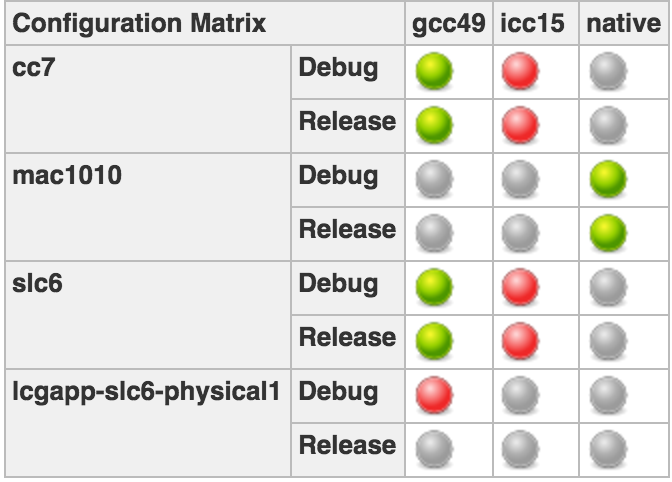 Configuration Matrix gcc49 icc15 native
cc7 Debug
Release
mac1010 Debug
Release
slc6 Debug
Release
lcgapp-slc6-physical1 Debug
Release